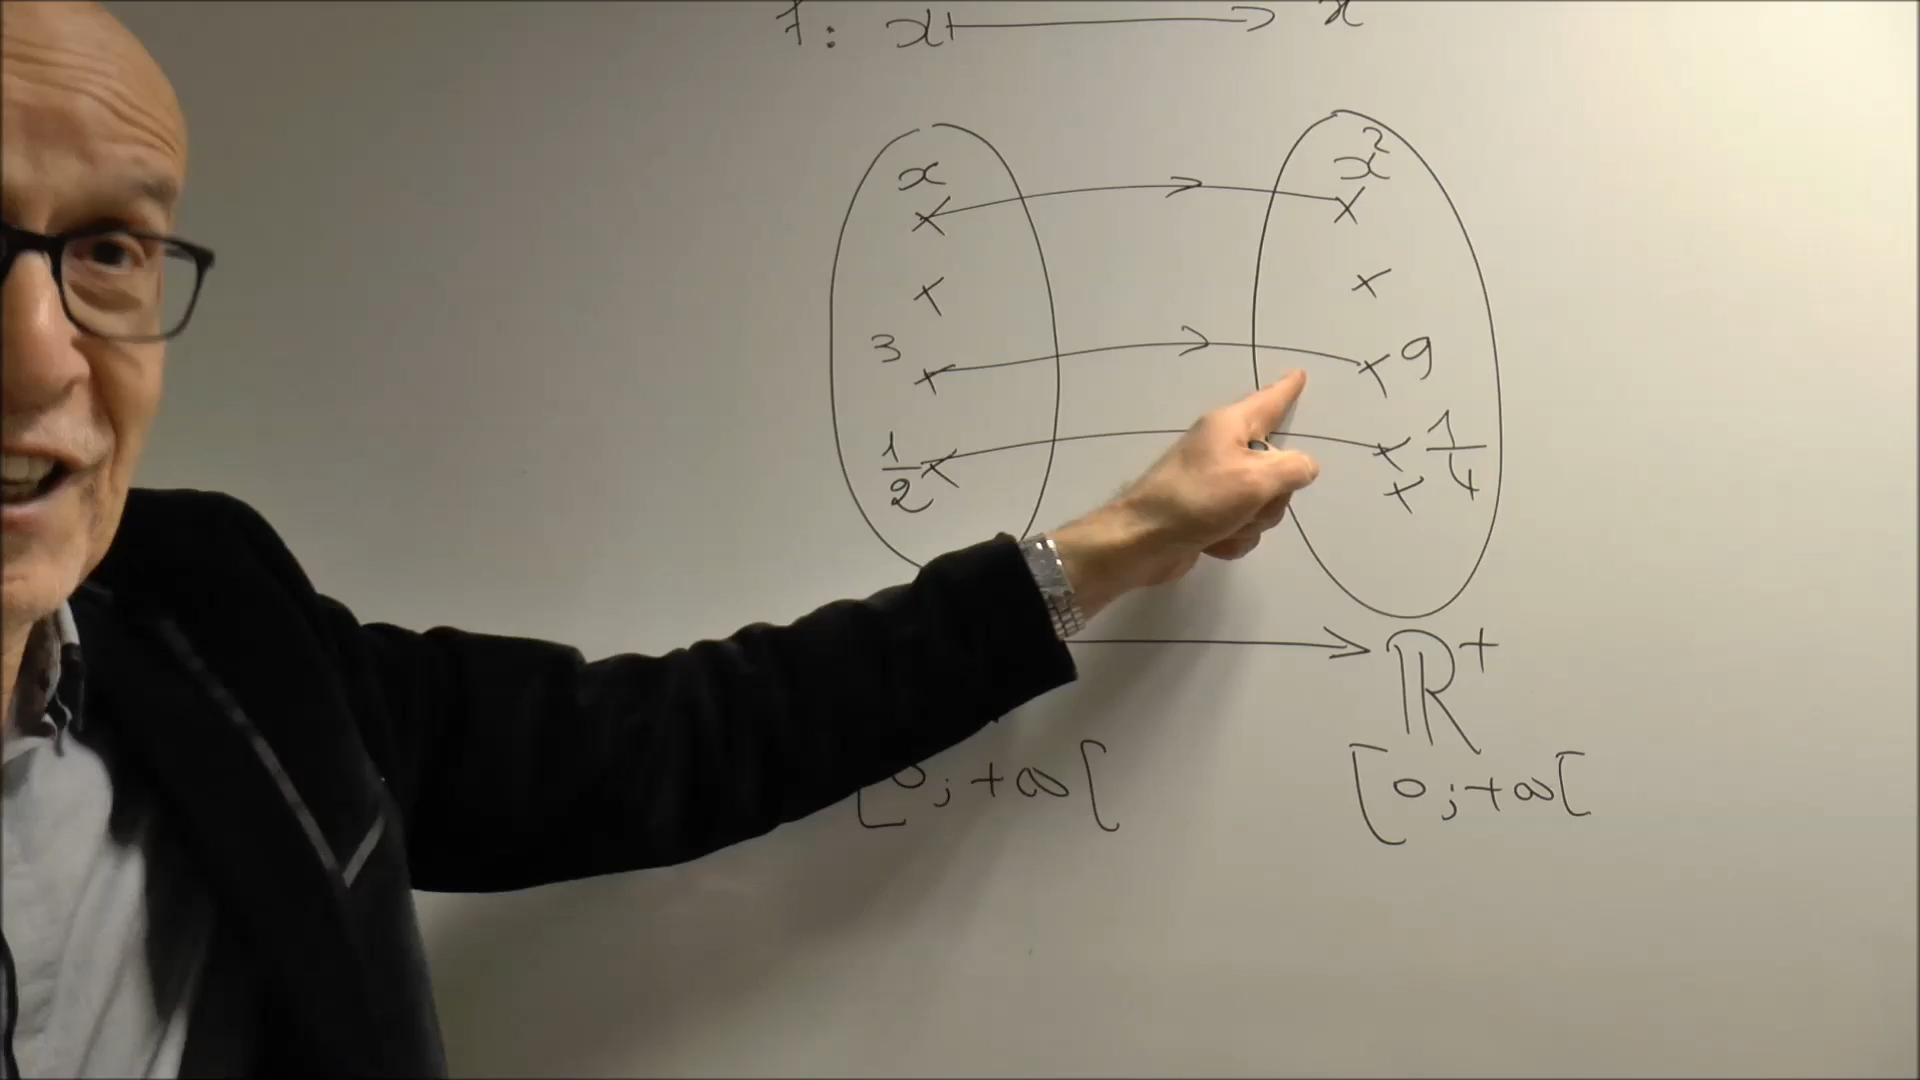 f: x ↦ x
x x²
3 9
1/2 1/4
→ ℝ⁺
[0; +∞[ [0; +∞[